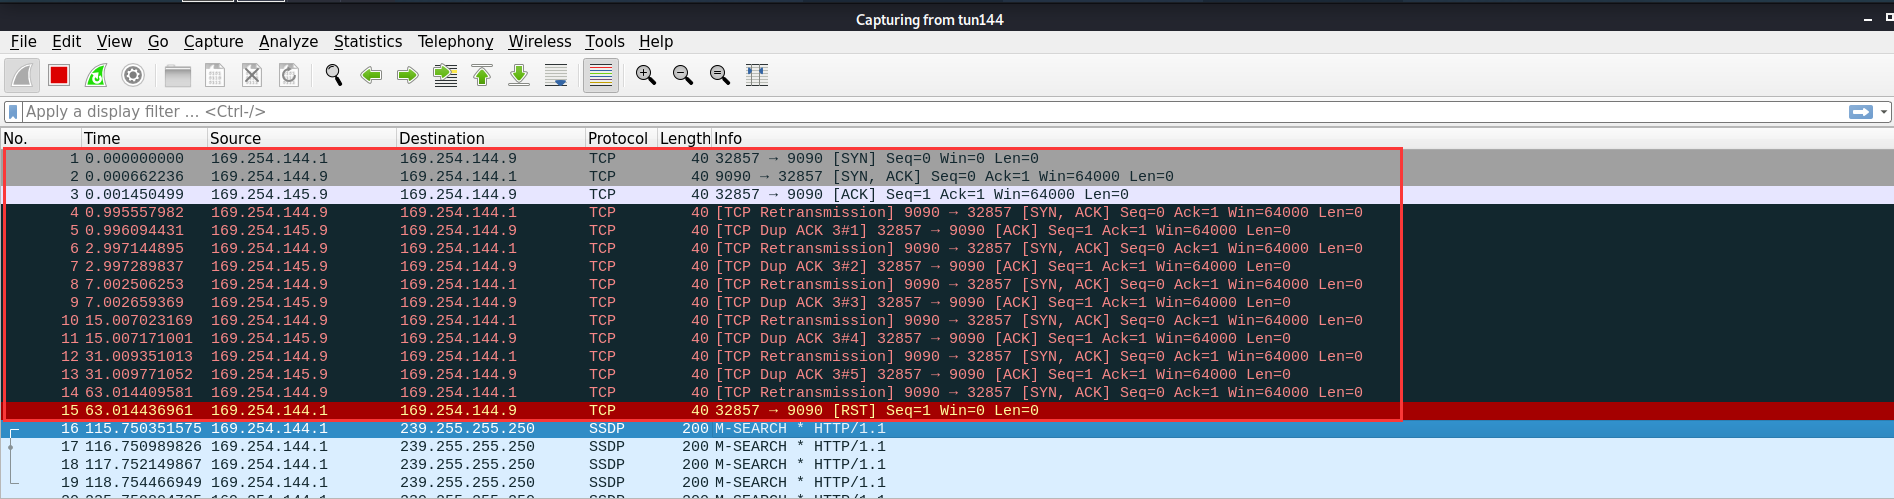 Capturing from tun144
File Edit View Go Capture Analyze Statistics Telephony Wireless Tools Help
Apply a display filter ... <Ctrl-/>
No. Time Source Destination Protocol Length Info
1 0.000000000 169.254.144.1 169.254.144.9 TCP 40 32857 → 9090 [SYN] Seq=0 Win=0 Len=0
2 0.000662236 169.254.144.9 169.254.144.1 TCP 40 9090 → 32857 [SYN, ACK] Seq=0 Ack=1 Win=64000 Len=0
3 0.001450499 169.254.145.9 169.254.144.9 TCP 40 32857 → 9090 [ACK] Seq=1 Ack=1 Win=64000 Len=0
4 0.995557982 169.254.144.9 169.254.144.1 TCP 40 [TCP Retransmission] 9090 → 32857 [SYN, ACK] Seq=0 Ack=1 Win=64000 Len=0
5 0.996094431 169.254.145.9 169.254.144.9 TCP 40 [TCP Dup ACK 3#1] 32857 → 9090 [ACK] Seq=1 Ack=1 Win=64000 Len=0
6 2.997144895 169.254.144.9 169.254.144.1 TCP 40 [TCP Retransmission] 9090 → 32857 [SYN, ACK] Seq=0 Ack=1 Win=64000 Len=0
7 2.997289837 169.254.145.9 169.254.144.9 TCP 40 [TCP Dup ACK 3#2] 32857 → 9090 [ACK] Seq=1 Ack=1 Win=64000 Len=0
8 7.002506253 169.254.144.9 169.254.144.1 TCP 40 [TCP Retransmission] 9090 → 32857 [SYN, ACK] Seq=0 Ack=1 Win=64000 Len=0
9 7.002659369 169.254.145.9 169.254.144.9 TCP 40 [TCP Dup ACK 3#3] 32857 → 9090 [ACK] Seq=1 Ack=1 Win=64000 Len=0
10 15.007023169 169.254.144.9 169.254.144.1 TCP 40 [TCP Retransmission] 9090 → 32857 [SYN, ACK] Seq=0 Ack=1 Win=64000 Len=0
11 15.007171001 169.254.145.9 169.254.144.9 TCP 40 [TCP Dup ACK 3#4] 32857 → 9090 [ACK] Seq=1 Ack=1 Win=64000 Len=0
12 31.009351013 169.254.144.9 169.254.144.1 TCP 40 [TCP Retransmission] 9090 → 32857 [SYN, ACK] Seq=0 Ack=1 Win=64000 Len=0
13 31.009771052 169.254.145.9 169.254.144.9 TCP 40 [TCP Dup ACK 3#5] 32857 → 9090 [ACK] Seq=1 Ack=1 Win=64000 Len=0
14 63.014409581 169.254.144.9 169.254.144.1 TCP 40 [TCP Retransmission] 9090 → 32857 [SYN, ACK] Seq=0 Ack=1 Win=64000 Len=0
15 63.014436961 169.254.144.1 169.254.144.9 TCP 40 32857 → 9090 [RST] Seq=1 Win=0 Len=0
16 115.750351575 169.254.144.1 239.255.255.250 SSDP 200 M-SEARCH * HTTP/1.1
17 116.750989826 169.254.144.1 239.255.255.250 SSDP 200 M-SEARCH * HTTP/1.1
18 117.752149867 169.254.144.1 239.255.255.250 SSDP 200 M-SEARCH * HTTP/1.1
19 118.754466949 169.254.144.1 239.255.255.250 SSDP 200 M-SEARCH * HTTP/1.1